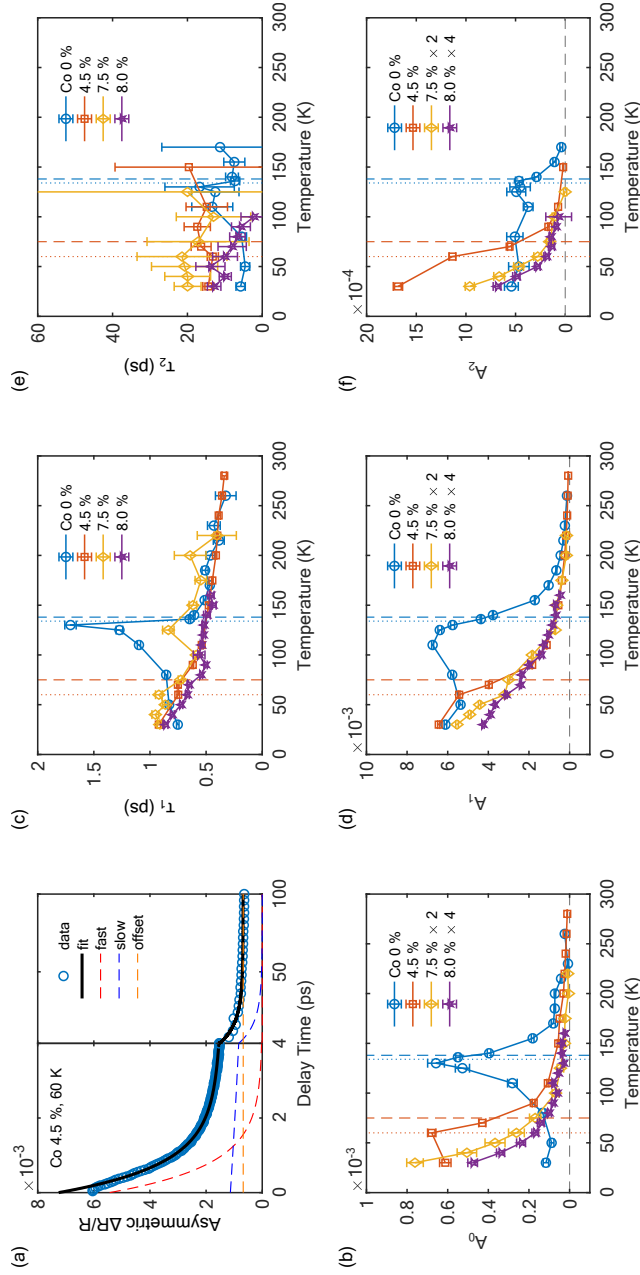 (a)
× 10⁻³
Co 4.5 %, 60 K
data
fit
fast
slow
offset
8
6
4
2
0
Asymmetric ΔR/R
0 2 4 50 100
Delay Time (ps)
(b)
× 10⁻³
Co 0 %
4.5 %
7.5 % × 2
8.0 % × 4
1
0.8
0.6
0.4
0.2
0
A₀
0 50 100 150 200 250 300
Temperature (K)
(c)
Co 0 %
4.5 %
7.5 %
8.0 %
2
1.5
1
0.5
0
τ₁ (ps)
0 50 100 150 200 250 300
Temperature (K)
(d)
× 10⁻³
Co 0 %
4.5 %
7.5 % × 2
8.0 % × 4
10
8
6
4
2
0
A₁
0 50 100 150 200 250 300
Temperature (K)
(e)
Co 0 %
4.5 %
7.5 %
8.0 %
60
40
20
0
τ₂ (ps)
0 50 100 150 200 250 300
Temperature (K)
(f)
× 10⁻⁴
Co 0 %
4.5 %
7.5 % × 2
8.0 % × 4
20
15
10
5
0
A₂
0 50 100 150 200 250 300
Temperature (K)